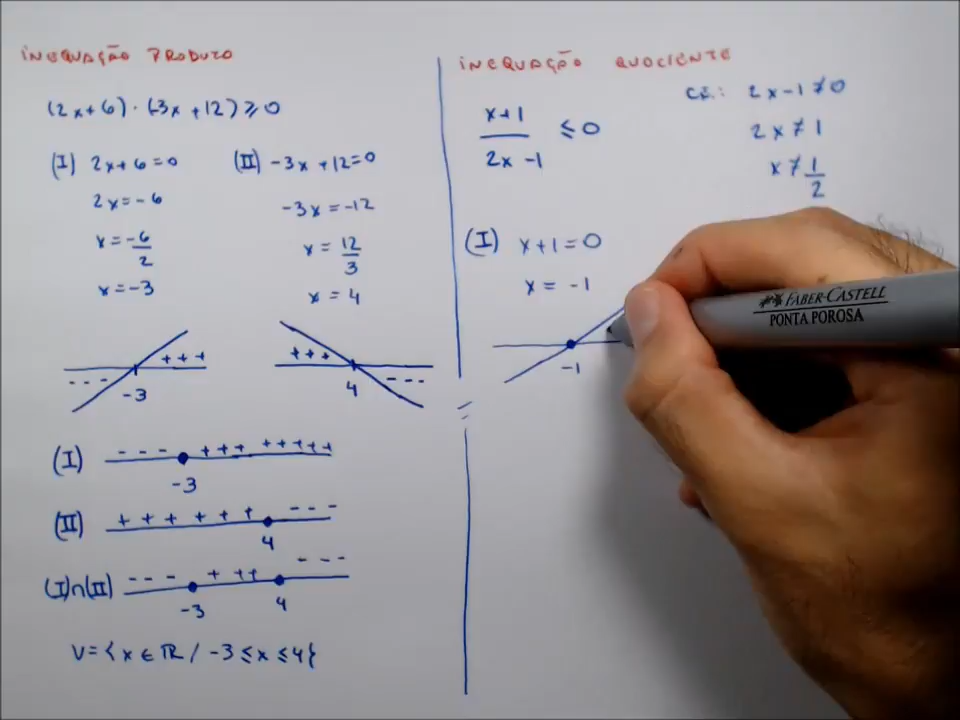 INEQUAÇÃO PRODUTO
(2x+6)·(-3x+12)≥0
(I) 2x+6=0
2x=-6
x=-6/2
x=-3
(II) -3x+12=0
-3x=-12
x=12/3
x=4
- - - + + +
-3
+ + + - - -
4
(I) - - - + + + + + + + +
-3
(II) + + + + + + - - -
4
(I)∩(II) - - - + + + - - -
-3 4
V={x∈ℝ/-3≤x≤4}
INEQUAÇÃO QUOCIENTE
x+1
2x-1
≤0
C.E.: 2x-1≠0
2x≠1
x≠1/2
(I) x+1=0
x=-1
-1
FABER-CASTELL
PONTA POROSA